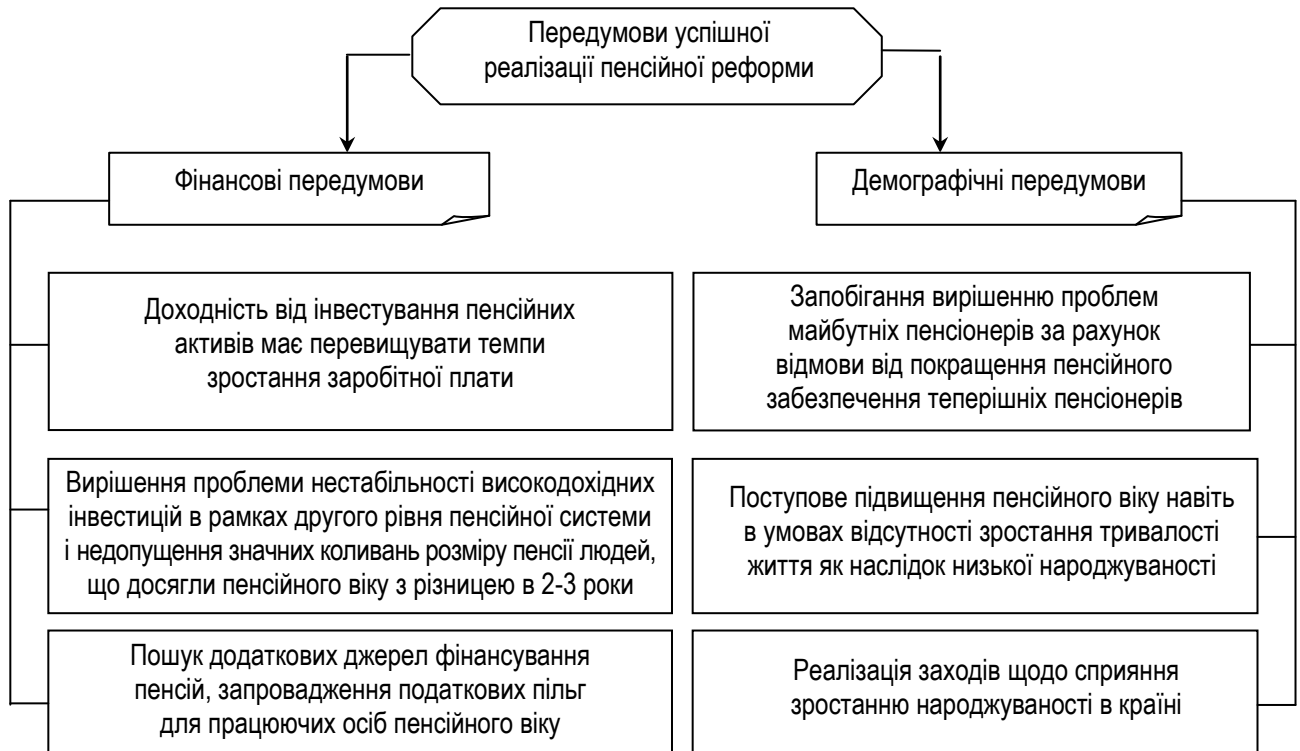 Передумови успішної
реалізації пенсійної реформи
Фінансові передумови
Демографічні передумови
Доходність від інвестування пенсійних
активів має перевищувати темпи
зростання заробітної плати
Запобігання вирішенню проблем
майбутніх пенсіонерів за рахунок
відмови від покращення пенсійного
забезпечення теперішніх пенсіонерів
Вирішення проблеми нестабільності високодохідних
інвестицій в рамках другого рівня пенсійної системи
і недопущення значних коливань розміру пенсії людей,
що досягли пенсійного віку з різницею в 2-3 роки
Поступове підвищення пенсійного віку навіть
в умовах відсутності зростання тривалості
життя як наслідок низької народжуваності
Пошук додаткових джерел фінансування
пенсій, запровадження податкових пільг
для працюючих осіб пенсійного віку
Реалізація заходів щодо сприяння
зростанню народжуваності в країні